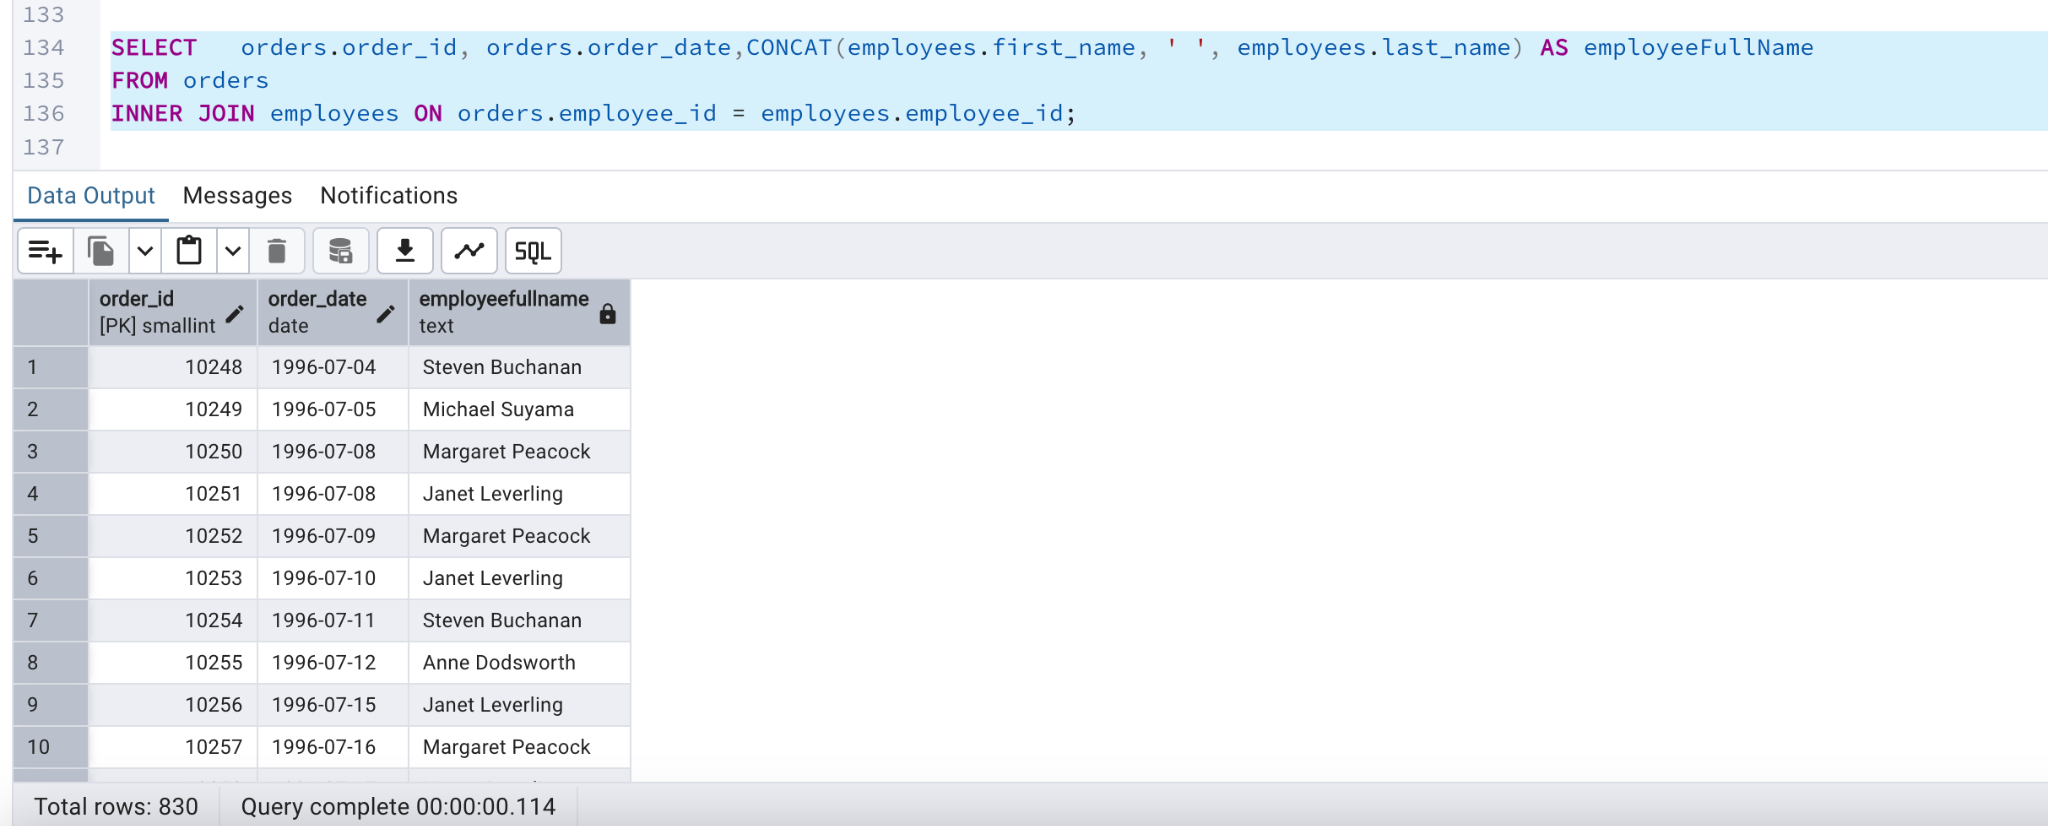 133
134 SELECT   orders.order_id, orders.order_date,CONCAT(employees.first_name, ' ', employees.last_name) AS employeeFullName
135 FROM orders
136 INNER JOIN employees ON orders.employee_id = employees.employee_id;
137
Data Output Messages Notifications
SQL
order_id order_date employeefullname
[PK] smallint date text
1 10248 1996-07-04 Steven Buchanan
2 10249 1996-07-05 Michael Suyama
3 10250 1996-07-08 Margaret Peacock
4 10251 1996-07-08 Janet Leverling
5 10252 1996-07-09 Margaret Peacock
6 10253 1996-07-10 Janet Leverling
7 10254 1996-07-11 Steven Buchanan
8 10255 1996-07-12 Anne Dodsworth
9 10256 1996-07-15 Janet Leverling
10 10257 1996-07-16 Margaret Peacock
Total rows: 830 Query complete 00:00:00.114